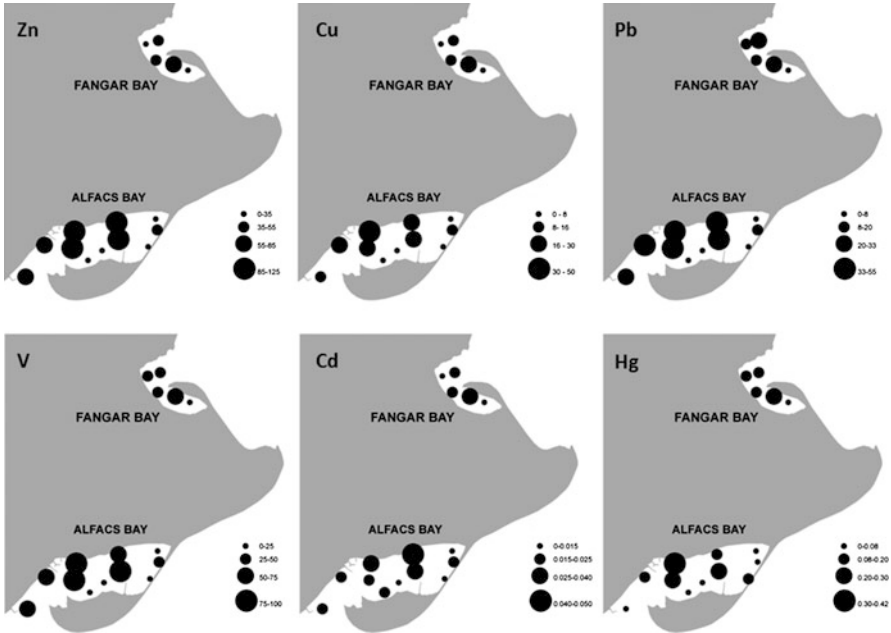 Zn
FANGAR BAY
ALFACS BAY
0-35
35-55
55-85
85-125
Cu
FANGAR BAY
ALFACS BAY
0 - 8
8- 16
16 - 30
30 - 50
Pb
FANGAR BAY
ALFACS BAY
0-8
8-20
20-33
33-55
V
FANGAR BAY
ALFACS BAY
0-25
25-50
50-75
75-100
Cd
FANGAR BAY
ALFACS BAY
0-0.015
0.015-0.025
0.025-0.040
0.040-0.050
Hg
FANGAR BAY
ALFACS BAY
0-0.08
0.08-0.20
0.20-0.30
0.30-0.42